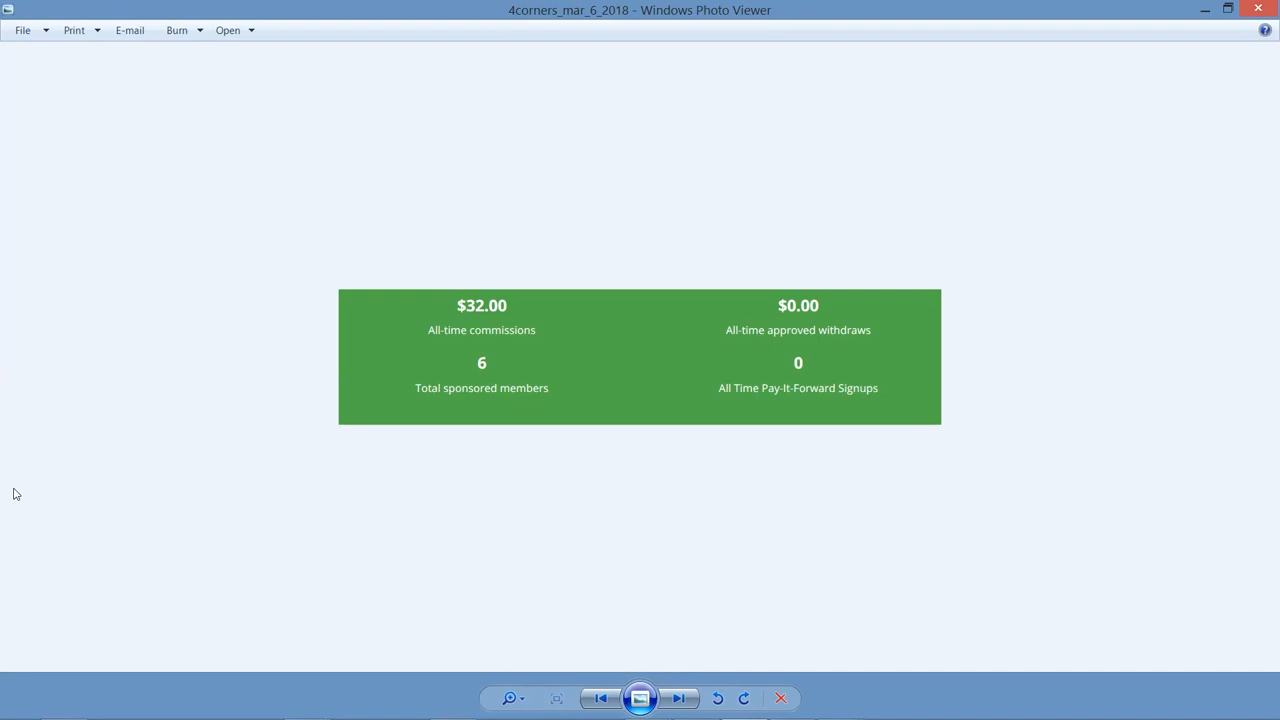 4corners_mar_6_2018 - Windows Photo Viewer
File Print E-mail Burn Open
$32.00 $0.00
All-time commissions All-time approved withdraws
6 0
Total sponsored members All Time Pay-It-Forward Signups